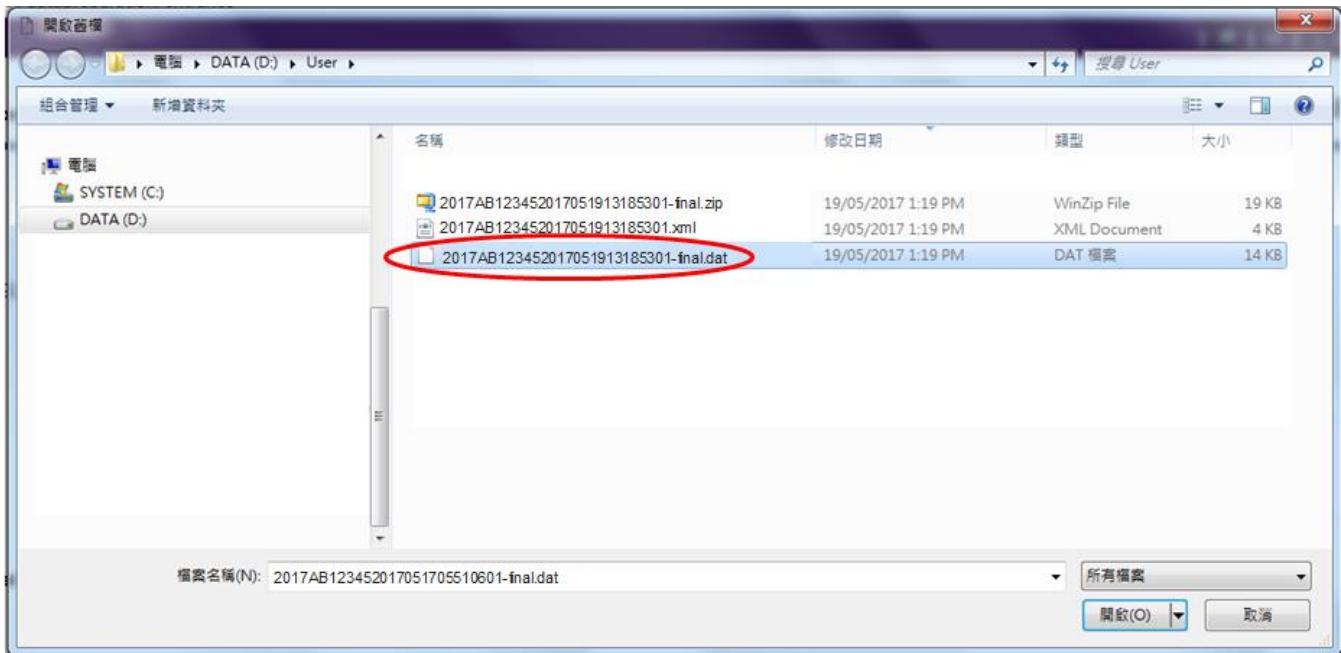 開啟舊檔
電腦 ▸ DATA (D:) ▸ User ▸
搜尋 User
組合管理 新增資料夾
名稱 修改日期 類型 大小
電腦
SYSTEM (C:)
DATA (D:)
2017AB123452017051913185301-final.zip 19/05/2017 1:19 PM WinZip File 19 KB
2017AB123452017051913185301.xml 19/05/2017 1:19 PM XML Document 4 KB
2017AB123452017051913185301-final.dat 19/05/2017 1:19 PM DAT 檔案 14 KB
檔案名稱(N): 2017AB123452017051705510601-final.dat 所有檔案
開啟(O) 取消